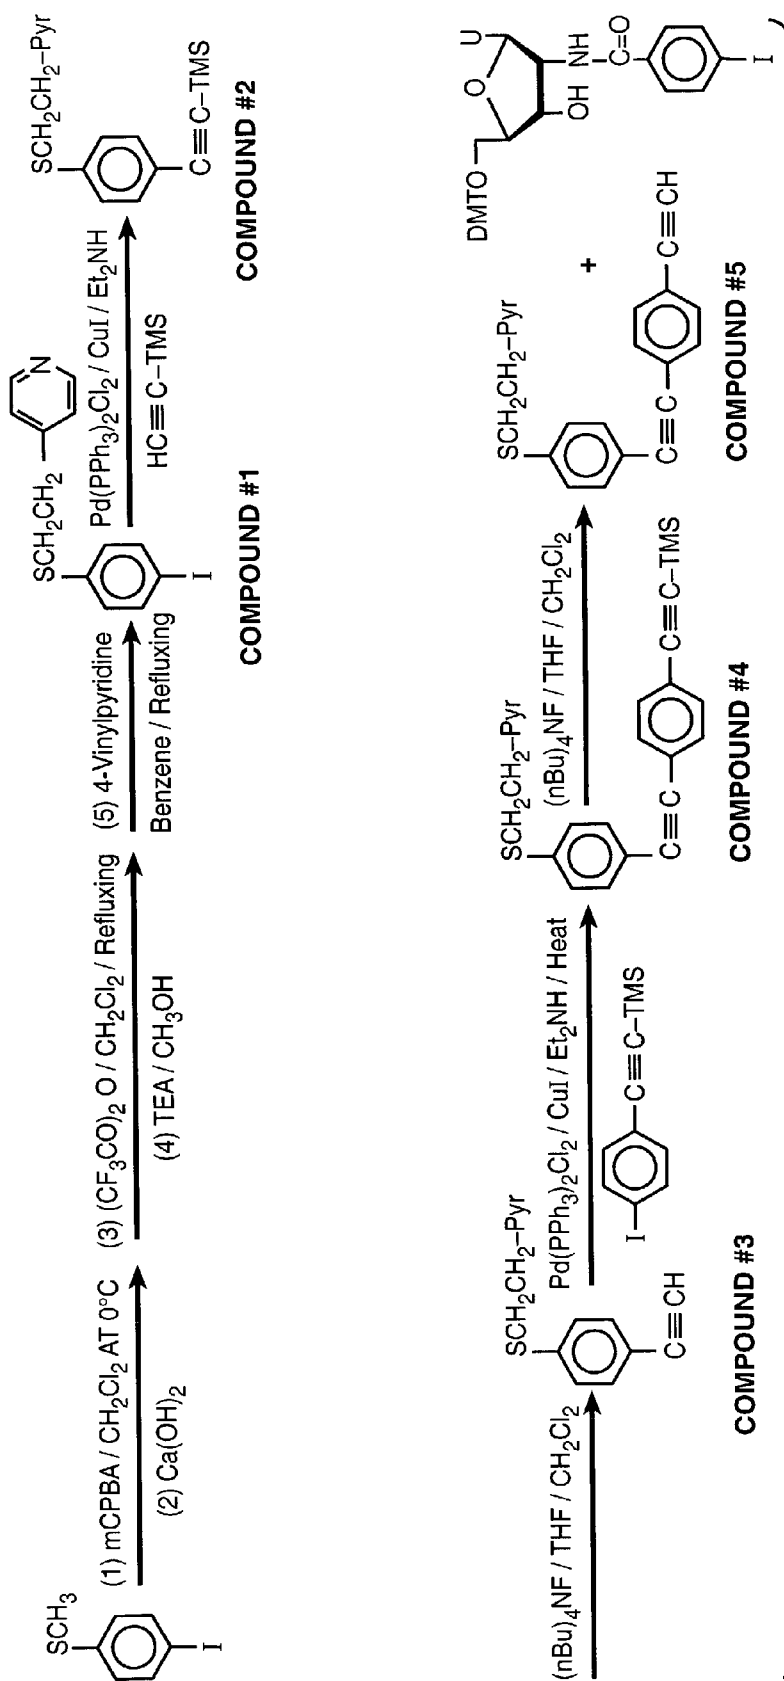 SCH3
I
(1) mCPBA / CH2Cl2 AT 0°C
(2) Ca(OH)2
(3) (CF3CO)2 O / CH2Cl2 / Refluxing
(4) TEA / CH3OH
(5) 4-Vinylpyridine
Benzene / Refluxing
SCH2CH2
N
I
COMPOUND #1
Pd(PPh3)2Cl2 / CuI / Et2NH
HC≡C–TMS
SCH2CH2–Pyr
C≡C–TMS
COMPOUND #2
(nBu)4NF / THF / CH2Cl2
SCH2CH2–Pyr
C≡CH
COMPOUND #3
Pd(PPh3)2Cl2 / CuI / Et2NH / Heat
I
C≡C–TMS
SCH2CH2–Pyr
C≡C
C≡C–TMS
COMPOUND #4
(nBu)4NF / THF / CH2Cl2
SCH2CH2–Pyr
C≡C
C≡CH
COMPOUND #5
+
DMTO
O
U
OH
NH
C=O
I